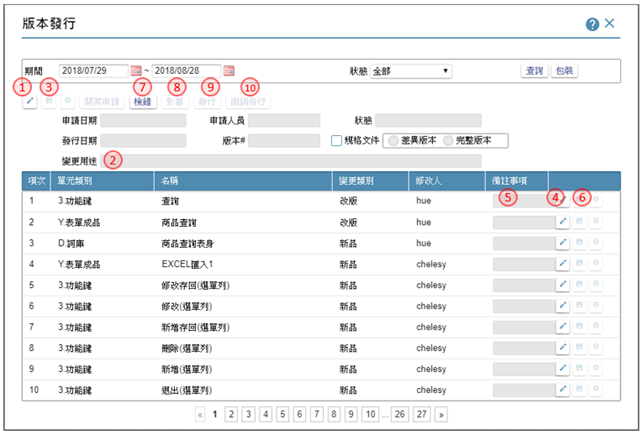 版本發行
? ×
期間 2018/07/29 ~ 2018/08/28 狀態 全部 查詢 包裝
① ③ ⑦ ⑧ ⑨ ⑩
開窗申請 檢錯 影響 發行 撤銷發行
申請日期 申請人員 狀態
發行日期 版本# 規格文件 差異版本 完整版本
變更用途 ②
項次 單元類別 名稱 變更類別 修改人 備註事項
1 3.功能鍵 查詢 改版 hue ⑤ ④ ⑥
2 Y.表單成品 商品查詢 改版 hue
3 D.詞庫 商品查詢表身 新品 hue
4 Y.表單成品 EXCEL匯入1 新品 chelesy
5 3.功能鍵 修改存回(選單列) 新品 chelesy
6 3.功能鍵 修改(選單列) 新品 chelesy
7 3.功能鍵 新增存回(選單列) 新品 chelesy
8 3.功能鍵 刪除(選單列) 新品 chelesy
9 3.功能鍵 新增(選單列) 新品 chelesy
10 3.功能鍵 退出(選單列) 新品 chelesy
« 1 2 3 4 5 6 7 8 9 10 ... 26 27 »